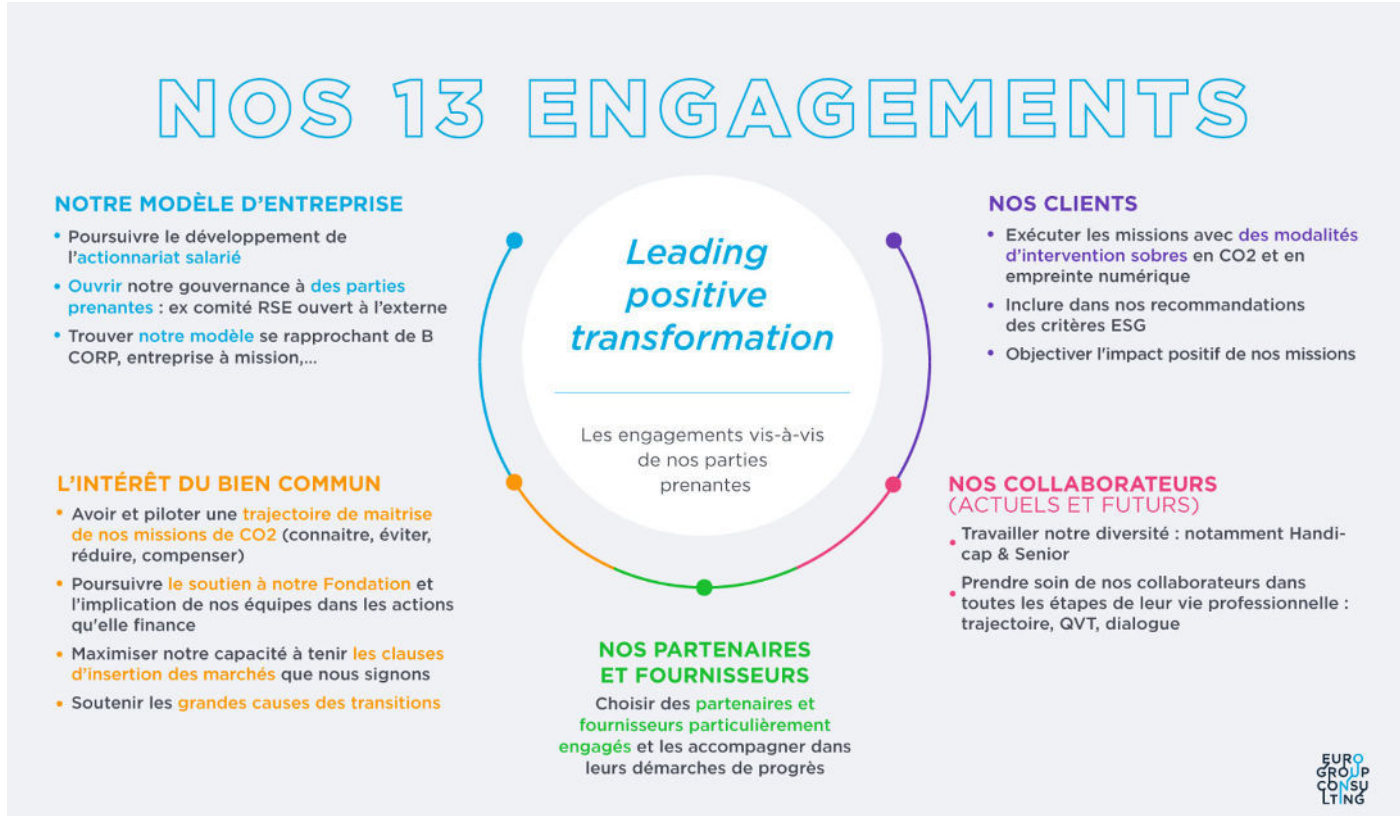 NOS 13 ENGAGEMENTS
NOTRE MODÈLE D'ENTREPRISE
• Poursuivre le développement de
l'actionnariat salarié
• Ouvrir notre gouvernance à des parties
prenantes : ex comité RSE ouvert à l'externe
• Trouver notre modèle se rapprochant de B
CORP, entreprise à mission,...
Leading
positive
transformation
Les engagements vis-à-vis
de nos parties
prenantes
NOS CLIENTS
• Exécuter les missions avec des modalités
d'intervention sobres en CO2 et en
empreinte numérique
• Inclure dans nos recommandations
des critères ESG
• Objectiver l'impact positif de nos missions
L'INTÉRÊT DU BIEN COMMUN
• Avoir et piloter une trajectoire de maitrise
de nos missions de CO2 (connaitre, éviter,
réduire, compenser)
• Poursuivre le soutien à notre Fondation et
l'implication de nos équipes dans les actions
qu'elle finance
• Maximiser notre capacité à tenir les clauses
d'insertion des marchés que nous signons
• Soutenir les grandes causes des transitions
NOS PARTENAIRES
ET FOURNISSEURS
Choisir des partenaires et
fournisseurs particulièrement
engagés et les accompagner dans
leurs démarches de progrès
NOS COLLABORATEURS
(ACTUELS ET FUTURS)
• Travailler notre diversité : notamment Handi-
cap & Senior
• Prendre soin de nos collaborateurs dans
toutes les étapes de leur vie professionnelle :
trajectoire, QVT, dialogue
EURO
GROUP
CONSU
LTING